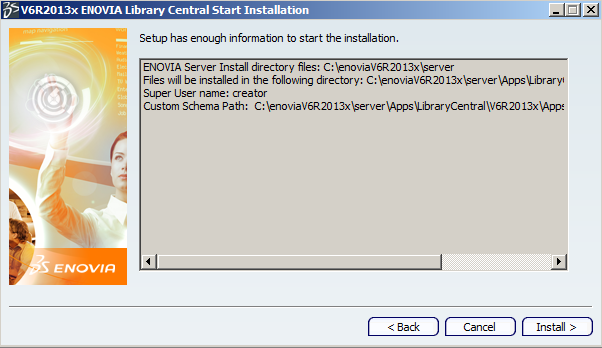 V6R2013x ENOVIA Library Central Start Installation
Setup has enough information to start the installation.
ENOVIA Server Install directory files: C:\enoviaV6R2013x\server
Files will be installed in the following directory: C:\enoviaV6R2013x\server\Apps\Library
Super User name: creator
Custom Schema Path: C:\enoviaV6R2013x\server\Apps\LibraryCentral\V6R2013x\Apps
ENOVIA
< Back
Cancel
Install >